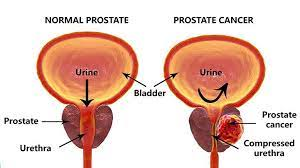 NORMAL PROSTATE
PROSTATE CANCER
Urine
Urine
Bladder
Prostate
Prostate
cancer
Urethra
Compressed
urethra